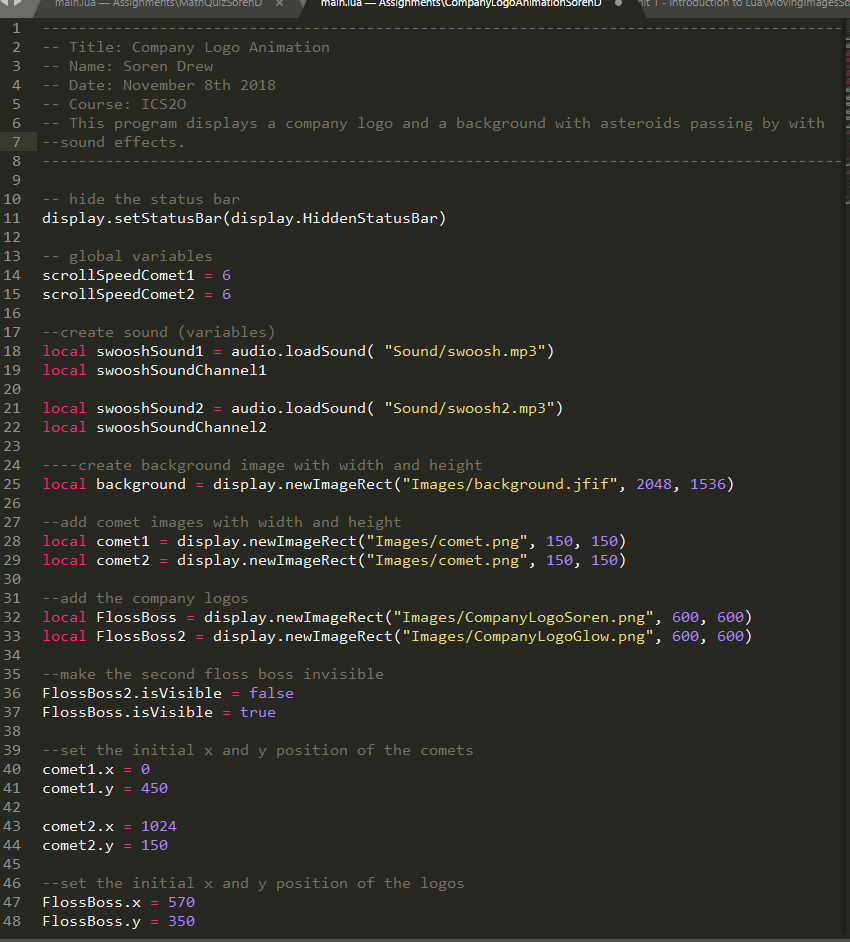 main.lua — Assignments\MathQuizSorenD × main.lua — Assignments\CompanyLogoAnimationSorenD ● nit 1 - Introduction to Lua\MovingImagesSo
1 -----------------------------------------------------------------------------------------
2 -- Title: Company Logo Animation
3 -- Name: Soren Drew
4 -- Date: November 8th 2018
5 -- Course: ICS2O
6 -- This program displays a company logo and a background with asteroids passing by with
7 --sound effects.
8 -----------------------------------------------------------------------------------------
9
10 -- hide the status bar
11 display.setStatusBar(display.HiddenStatusBar)
12
13 -- global variables
14 scrollSpeedComet1 = 6
15 scrollSpeedComet2 = 6
16
17 --create sound (variables)
18 local swooshSound1 = audio.loadSound( "Sound/swoosh.mp3")
19 local swooshSoundChannel1
20
21 local swooshSound2 = audio.loadSound( "Sound/swoosh2.mp3")
22 local swooshSoundChannel2
23
24 ----create background image with width and height
25 local background = display.newImageRect("Images/background.jfif", 2048, 1536)
26
27 --add comet images with width and height
28 local comet1 = display.newImageRect("Images/comet.png", 150, 150)
29 local comet2 = display.newImageRect("Images/comet.png", 150, 150)
30
31 --add the company logos
32 local FlossBoss = display.newImageRect("Images/CompanyLogoSoren.png", 600, 600)
33 local FlossBoss2 = display.newImageRect("Images/CompanyLogoGlow.png", 600, 600)
34
35 --make the second floss boss invisible
36 FlossBoss2.isVisible = false
37 FlossBoss.isVisible = true
38
39 --set the initial x and y position of the comets
40 comet1.x = 0
41 comet1.y = 450
42
43 comet2.x = 1024
44 comet2.y = 150
45
46 --set the initial x and y position of the logos
47 FlossBoss.x = 570
48 FlossBoss.y = 350